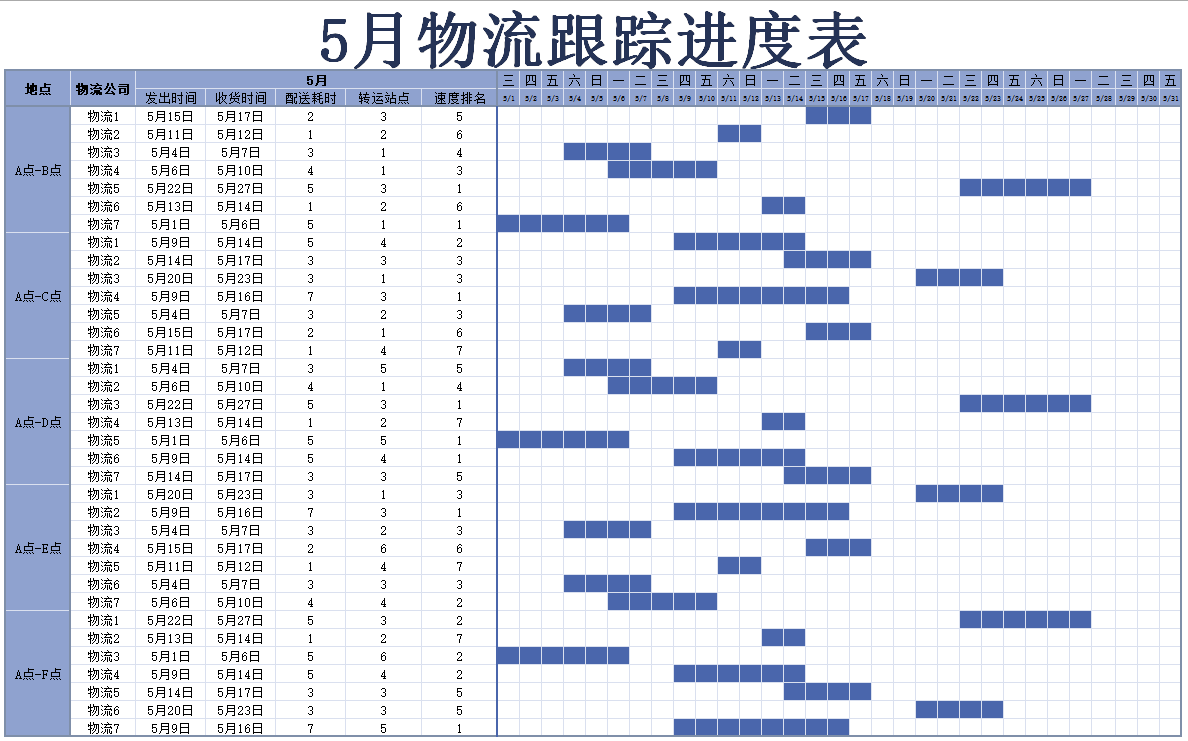 5月物流跟踪进度表
地点 物流公司 5月 三 四 五 六 日 一 二 三 四 五 六 日 一 二 三 四 五 六 日 一 二 三 四 五 六 日 一 二 三 四 五
发出时间 收货时间 配送耗时 转运站点 速度排名 5/1 5/2 5/3 5/4 5/5 5/6 5/7 5/8 5/9 5/10 5/11 5/12 5/13 5/14 5/15 5/16 5/17 5/18 5/19 5/20 5/21 5/22 5/23 5/24 5/25 5/26 5/27 5/28 5/29 5/30 5/31
A点-B点
物流1 5月15日 5月17日 2 3 5
物流2 5月11日 5月12日 1 2 6
物流3 5月4日 5月7日 3 1 4
物流4 5月6日 5月10日 4 1 3
物流5 5月22日 5月27日 5 3 1
物流6 5月13日 5月14日 1 2 6
物流7 5月1日 5月6日 5 1 1
A点-C点
物流1 5月9日 5月14日 5 4 2
物流2 5月14日 5月17日 3 3 3
物流3 5月20日 5月23日 3 1 3
物流4 5月9日 5月16日 7 3 1
物流5 5月4日 5月7日 3 2 3
物流6 5月15日 5月17日 2 1 6
物流7 5月11日 5月12日 1 4 7
A点-D点
物流1 5月4日 5月7日 3 5 5
物流2 5月6日 5月10日 4 1 4
物流3 5月22日 5月27日 5 3 1
物流4 5月13日 5月14日 1 2 7
物流5 5月1日 5月6日 5 5 1
物流6 5月9日 5月14日 5 4 1
物流7 5月14日 5月17日 3 3 5
A点-E点
物流1 5月20日 5月23日 3 1 3
物流2 5月9日 5月16日 7 3 1
物流3 5月4日 5月7日 3 2 3
物流4 5月15日 5月17日 2 6 6
物流5 5月11日 5月12日 1 4 7
物流6 5月4日 5月7日 3 3 3
物流7 5月6日 5月10日 4 4 2
A点-F点
物流1 5月22日 5月27日 5 3 2
物流2 5月13日 5月14日 1 2 7
物流3 5月1日 5月6日 5 6 2
物流4 5月9日 5月14日 5 4 2
物流5 5月14日 5月17日 3 3 5
物流6 5月20日 5月23日 3 3 5
物流7 5月9日 5月16日 7 5 1